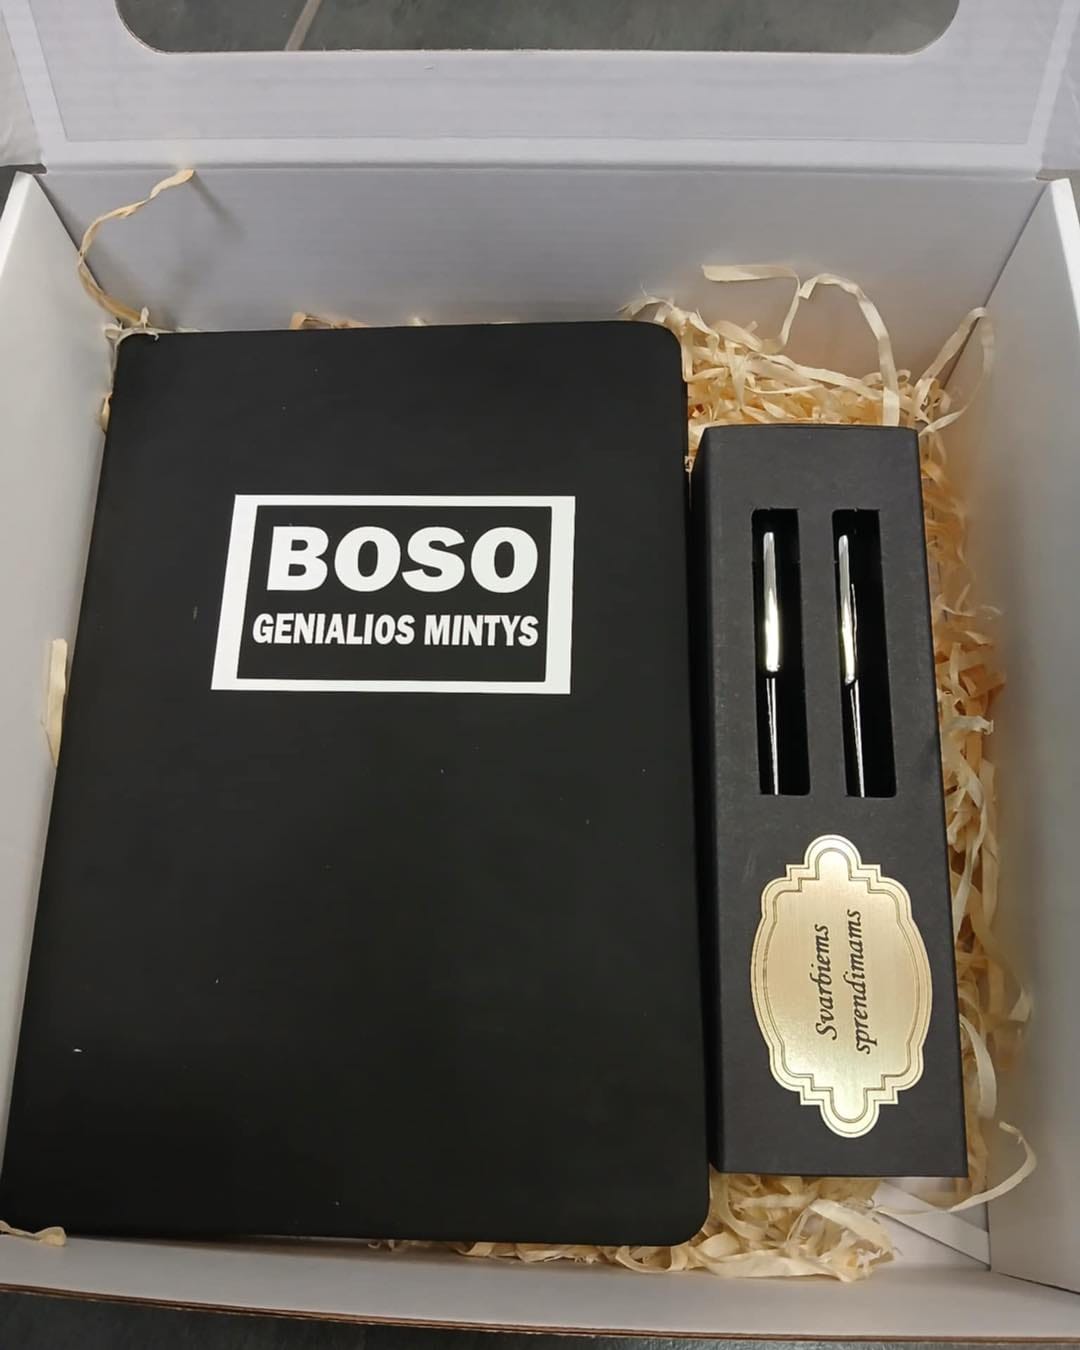 BOSO
GENIALIOS MINTYS
Svarbiems
sprendimams